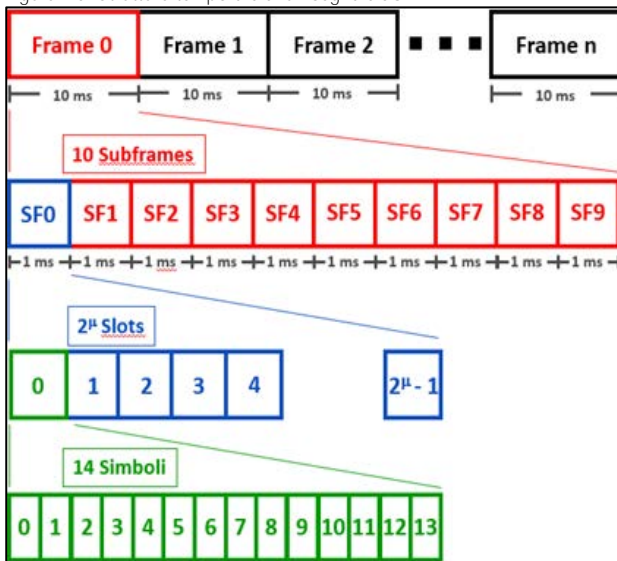 Frame 0 Frame 1 Frame 2 Frame n
10 ms 10 ms 10 ms 10 ms
10 Subframes
SF0 SF1 SF2 SF3 SF4 SF5 SF6 SF7 SF8 SF9
1 ms 1 ms 1 ms 1 ms 1 ms 1 ms 1 ms 1 ms 1 ms 1 ms
2^μ Slots
0 1 2 3 4 2^μ - 1
14 Simboli
0 1 2 3 4 5 6 7 8 9 10 11 12 13